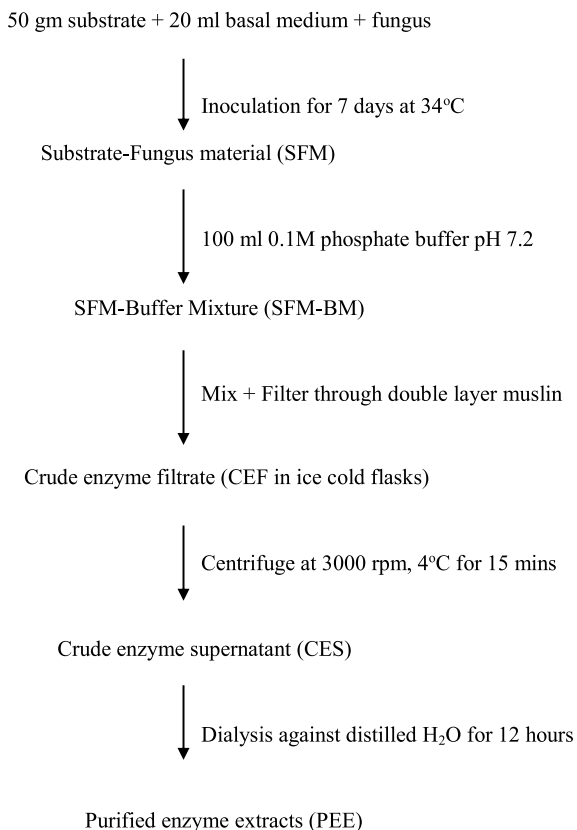 50 gm substrate + 20 ml basal medium + fungus
Inoculation for 7 days at 34°C
Substrate-Fungus material (SFM)
100 ml 0.1M phosphate buffer pH 7.2
SFM-Buffer Mixture (SFM-BM)
Mix + Filter through double layer muslin
Crude enzyme filtrate (CEF in ice cold flasks)
Centrifuge at 3000 rpm, 4°C for 15 mins
Crude enzyme supernatant (CES)
Dialysis against distilled H₂O for 12 hours
Purified enzyme extracts (PEE)